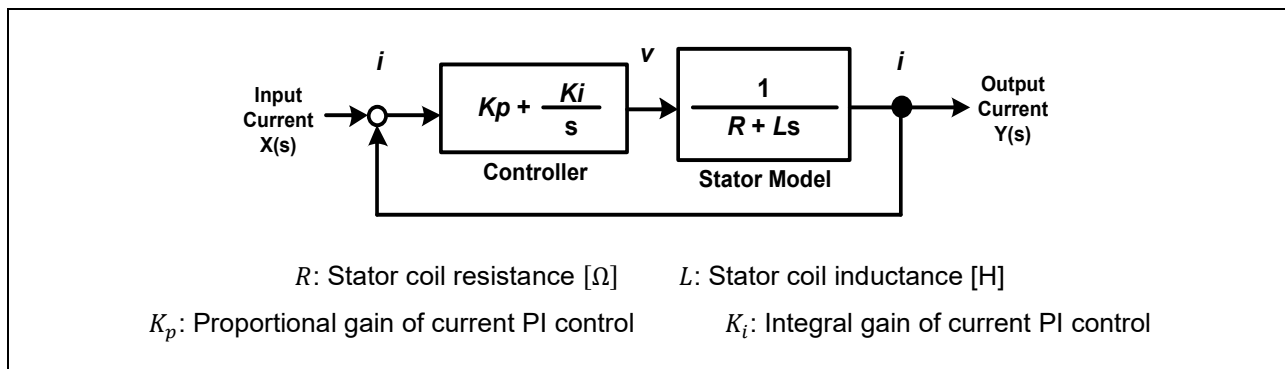 i
v
i
Input
Current
X(s)
Kp + Ki / s
1 / R + Ls
Output
Current
Y(s)
Controller
Stator Model
R: Stator coil resistance [Ω] L: Stator coil inductance [H]
Kp: Proportional gain of current PI control Ki: Integral gain of current PI control